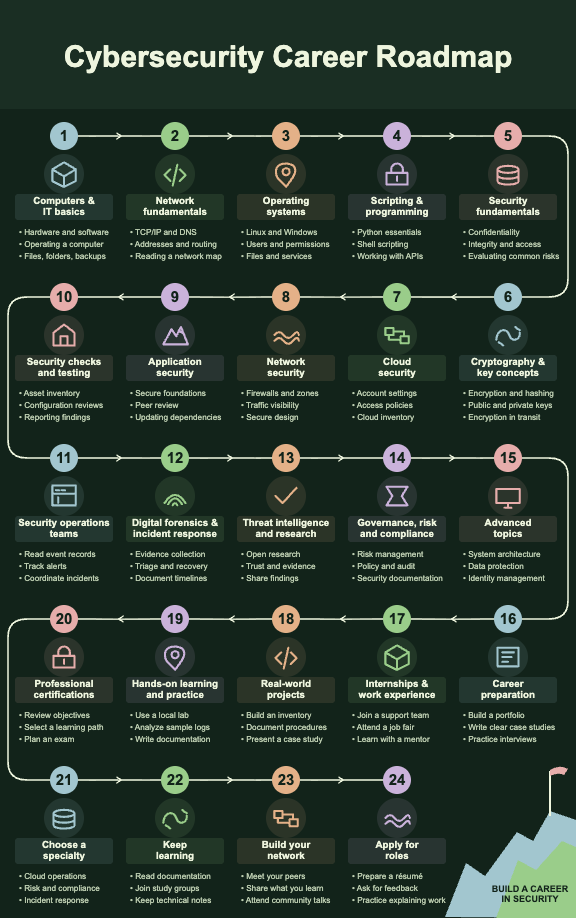 Cybersecurity Career Roadmap
1
Computers &
IT basics
• Hardware and software
• Operating a computer
• Files, folders, backups
2
Network
fundamentals
• TCP/IP and DNS
• Addresses and routing
• Reading a network map
3
Operating
systems
• Linux and Windows
• Users and permissions
• Files and services
4
Scripting &
programming
• Python essentials
• Shell scripting
• Working with APIs
5
Security
fundamentals
• Confidentiality
• Integrity and access
• Evaluating common risks
6
Cryptography &
key concepts
• Encryption and hashing
• Public and private keys
• Encryption in transit
7
Cloud
security
• Account settings
• Access policies
• Cloud inventory
8
Network
security
• Firewalls and zones
• Traffic visibility
• Secure design
9
Application
security
• Secure foundations
• Peer review
• Updating dependencies
10
Security checks
and testing
• Asset inventory
• Configuration reviews
• Reporting findings
11
Security operations
teams
• Read event records
• Track alerts
• Coordinate incidents
12
Digital forensics &
incident response
• Evidence collection
• Triage and recovery
• Document timelines
13
Threat intelligence
and research
• Open research
• Trust and evidence
• Share findings
14
Governance, risk
and compliance
• Risk management
• Policy and audit
• Security documentation
15
Advanced
topics
• System architecture
• Data protection
• Identity management
16
Career
preparation
• Build a portfolio
• Write clear case studies
• Practice interviews
17
Internships &
work experience
• Join a support team
• Attend a job fair
• Learn with a mentor
18
Real-world
projects
• Build an inventory
• Document procedures
• Present a case study
19
Hands-on learning
and practice
• Use a local lab
• Analyze sample logs
• Write documentation
20
Professional
certifications
• Review objectives
• Select a learning path
• Plan an exam
21
Choose a
specialty
• Cloud operations
• Risk and compliance
• Incident response
22
Keep
learning
• Read documentation
• Join study groups
• Keep technical notes
23
Build your
network
• Meet your peers
• Share what you learn
• Attend community talks
24
Apply for
roles
• Prepare a résumé
• Ask for feedback
• Practice explaining work
BUILD A CAREER
IN SECURITY